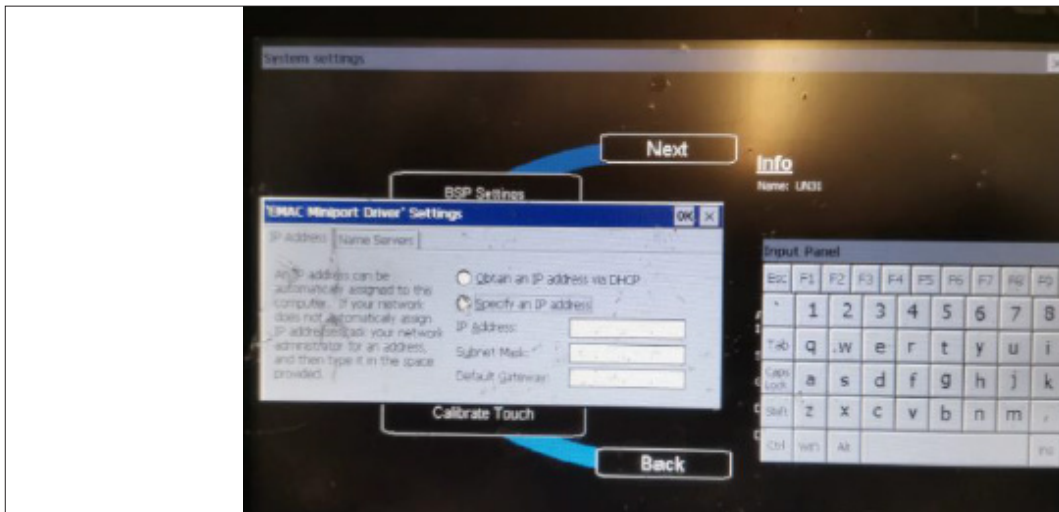 System settings
Next
Info
Name: UN31
BSP Settings
'EMAC Miniport Driver' Settings
OK
×
IP Address
Name Servers
An IP address can be
automatically assigned to this
computer. If your network
does not automatically assign
IP addresses, ask your network
administrator for an address,
and then type it in the space
provided.
Obtain an IP address via DHCP
Specify an IP address
IP Address:
Subnet Mask:
Default Gateway:
Calibrate Touch
Back
Input Panel
Esc F1 F2 F3 F4 F5 F6 F7 F8 F9
` 1 2 3 4 5 6 7 8
Tab q w e r t y u i
Caps Lock a s d f g h j k
Shift z x c v b n m ,
Ctl Win Alt Ins